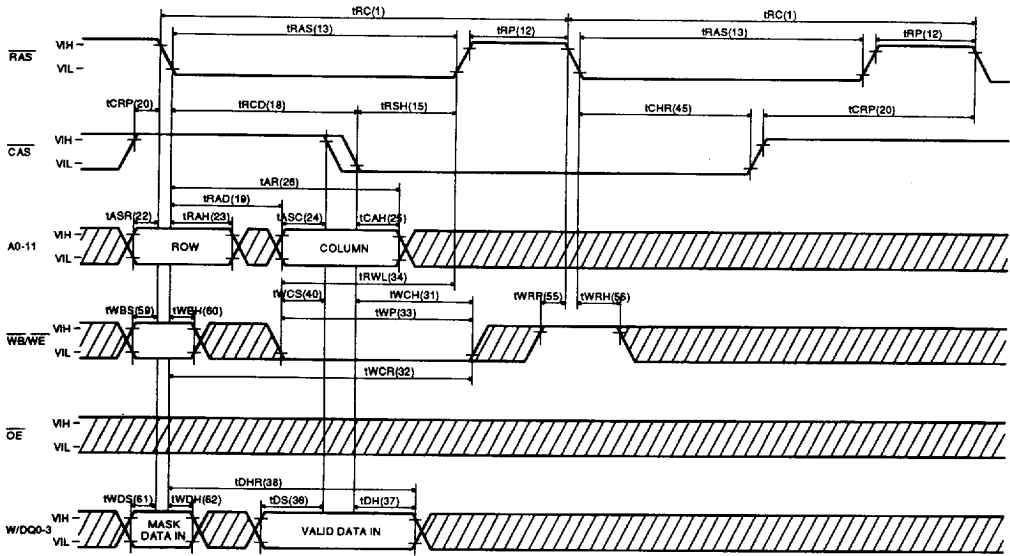 tRC(1) tRC(1)
tRAS(13) tRP(12) tRAS(13) tRP(12)
RAS VIH VIL
tCRP(20) tRCD(18) tRSH(15) tCHR(45) tCRP(20)
CAS VIH VIL
tAR(26)
tRAD(19)
tASR(22) tRAH(23) tASC(24) tCAH(25)
A0-11 VIH VIL ROW COLUMN
tRWL(34)
tWCS(40) tWCH(31) tWRP(55) tWRH(56)
tWBS(59) tWBH(60) tWP(33)
WB/WE VIH VIL
tWCR(32)
OE VIH VIL
tDHR(38)
tWDS(61) tWDH(62) tDS(36) tDH(37)
W/DQ0-3 VIH VIL MASK DATA IN VALID DATA IN